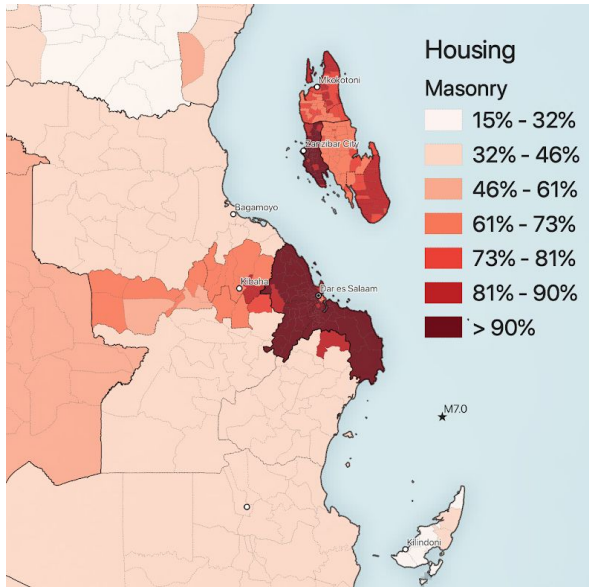 Housing
Masonry
15% - 32%
32% - 46%
46% - 61%
61% - 73%
73% - 81%
81% - 90%
> 90%
Mkokotoni
Zanzibar City
Bagamoyo
Kibaha
Dar es Salaam
M7.0
Kilindoni